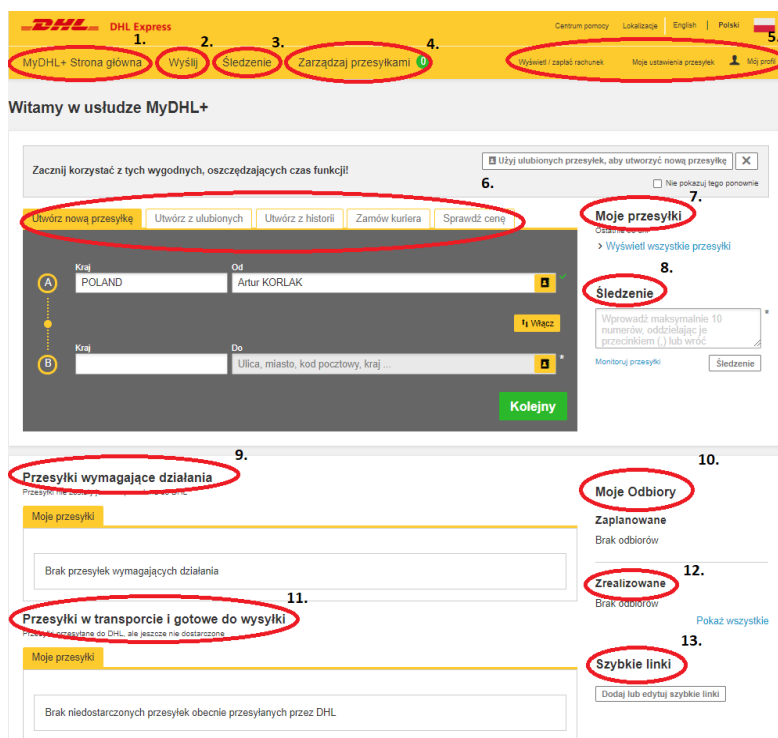 DHL DHL Express
Centrum pomocy Lokalizacje English | Polski
1. 2. 3. 4. 5.
MyDHL+ Strona główna Wyślij Śledzenie Zarządzaj przesyłkami 0 Wyświetl / zapłać rachunek Moje ustawienia przesyłek Mój profil
Witamy w usłudze MyDHL+
Zacznij korzystać z tych wygodnych, oszczędzających czas funkcji!
Użyj ulubionych przesyłek, aby utworzyć nową przesyłkę X
6.
Nie pokazuj tego ponownie
7.
Utwórz nową przesyłkę Utwórz z ulubionych Utwórz z historii Zamów kuriera Sprawdź cenę
Moje przesyłki
Wyświetl wszystkie przesyłki
8.
Kraj Od
A POLAND Artur KORLAK
Śledzenie
Wprowadź maksymalnie 10
numerów, oddzielając je
przecinkiem (,) lub wróć
*
Włącz
Kraj Do
B Ulica, miasto, kod pocztowy, kraj ... *
Monitoruj przesyłki Śledzenie
Kolejny
9.
Przesyłki wymagające działania
Przesyłki nie
DHL
Moje przesyłki
Brak przesyłek wymagających działania
10.
Moje Odbiory
Zaplanowane
Brak odbiorów
12.
Zrealizowane
Brak odbiorów
Pokaż wszystkie
11.
Przesyłki w transporcie i gotowe do wysyłki
Przesyłki przesyłane do DHL, ale jeszcze nie dostarczone
Moje przesyłki
Brak niedostarczonych przesyłek obecnie przesyłanych przez DHL
13.
Szybkie linki
Dodaj lub edytuj szybkie linki